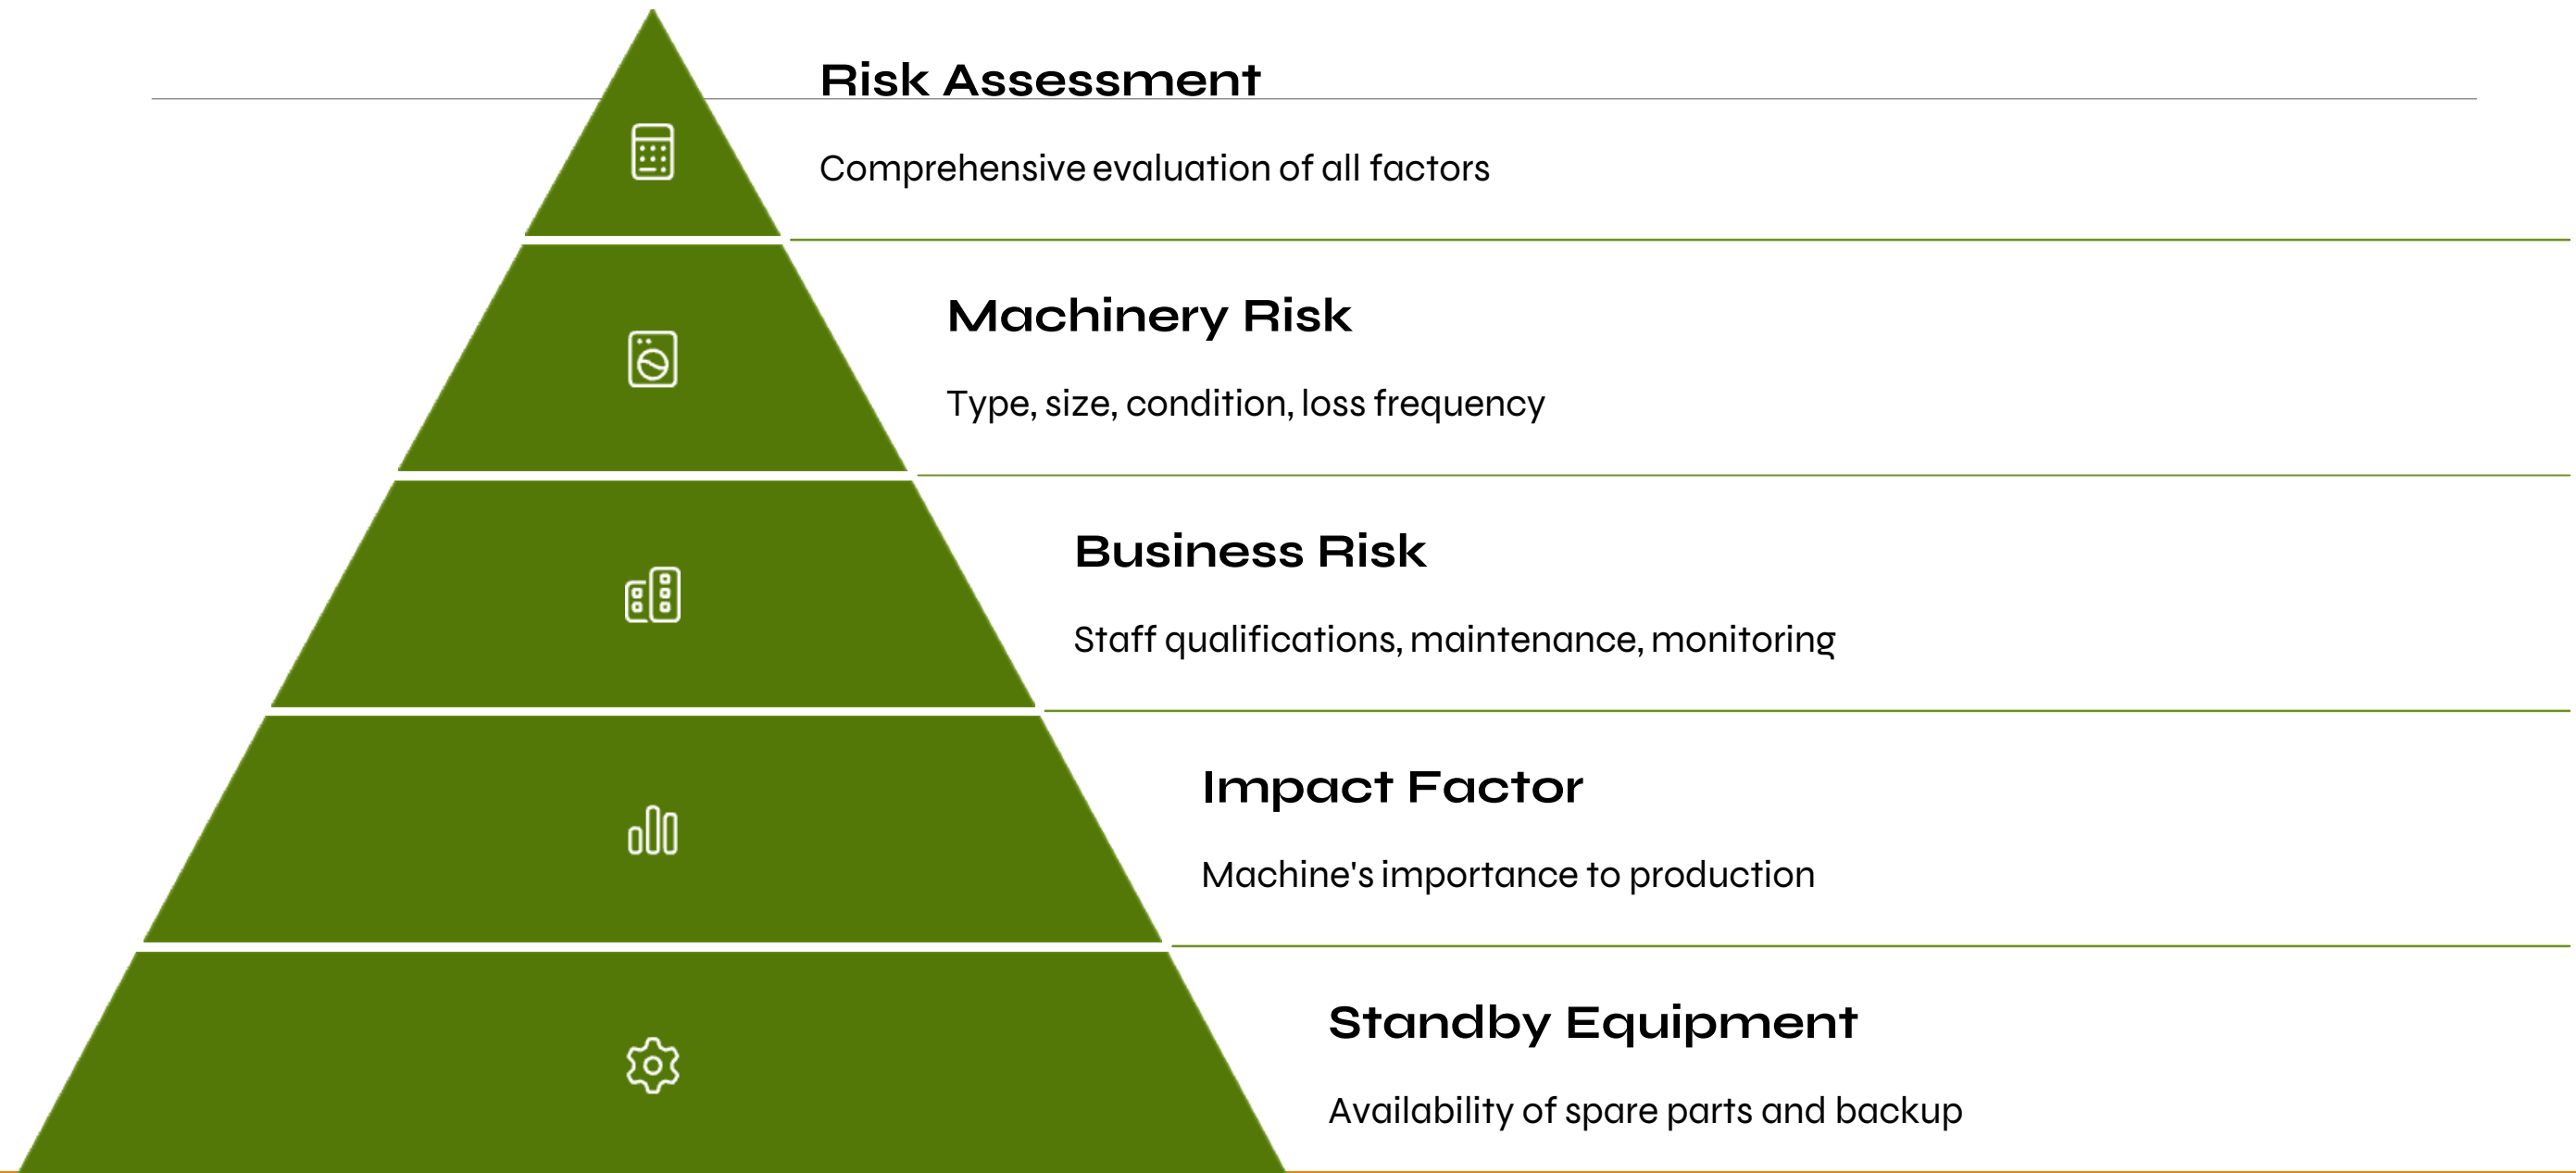 Risk Assessment
Comprehensive evaluation of all factors
Machinery Risk
Type, size, condition, loss frequency
Business Risk
Staff qualifications, maintenance, monitoring
Impact Factor
Machine's importance to production
Standby Equipment
Availability of spare parts and backup